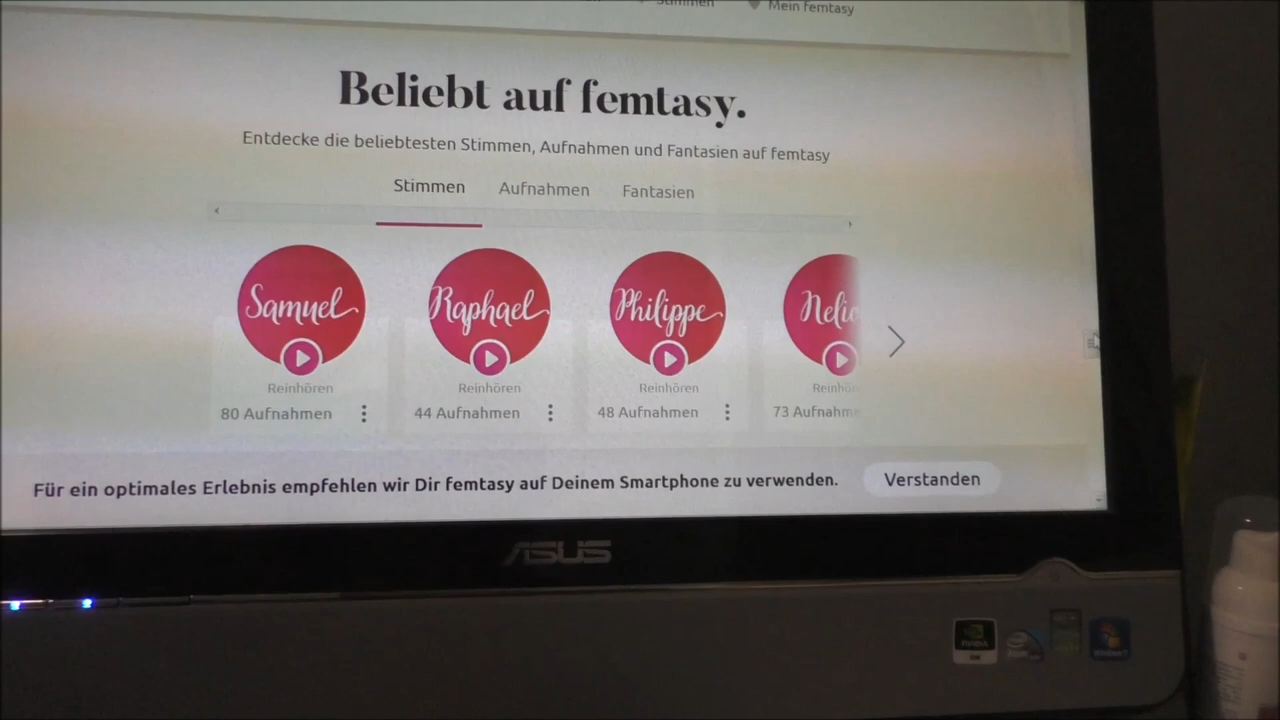 Stimmen
Mein femtasy
Beliebt auf femtasy.
Entdecke die beliebtesten Stimmen, Aufnahmen und Fantasien auf femtasy
Stimmen Aufnahmen Fantasien
Samuel Raphael Philippe
Reinhören Reinhören Reinhören
80 Aufnahmen 44 Aufnahmen 48 Aufnahmen 73 Aufnahme
Für ein optimales Erlebnis empfehlen wir Dir femtasy auf Deinem Smartphone zu verwenden. Verstanden
ASUS
NVIDIA